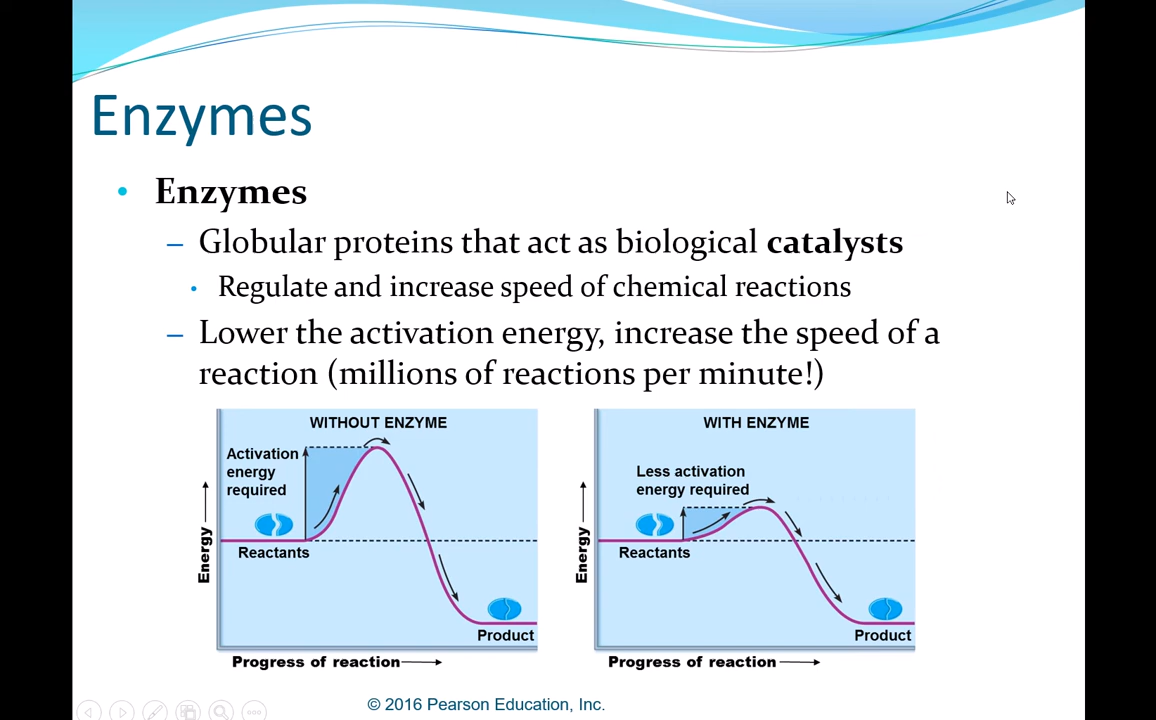 Enzymes
• Enzymes
– Globular proteins that act as biological catalysts
• Regulate and increase speed of chemical reactions
– Lower the activation energy, increase the speed of a
reaction (millions of reactions per minute!)
WITHOUT ENZYME
Activation
energy
required
Reactants
Product
Energy
Progress of reaction
WITH ENZYME
Less activation
energy required
Reactants
Product
Energy
Progress of reaction
© 2016 Pearson Education, Inc.